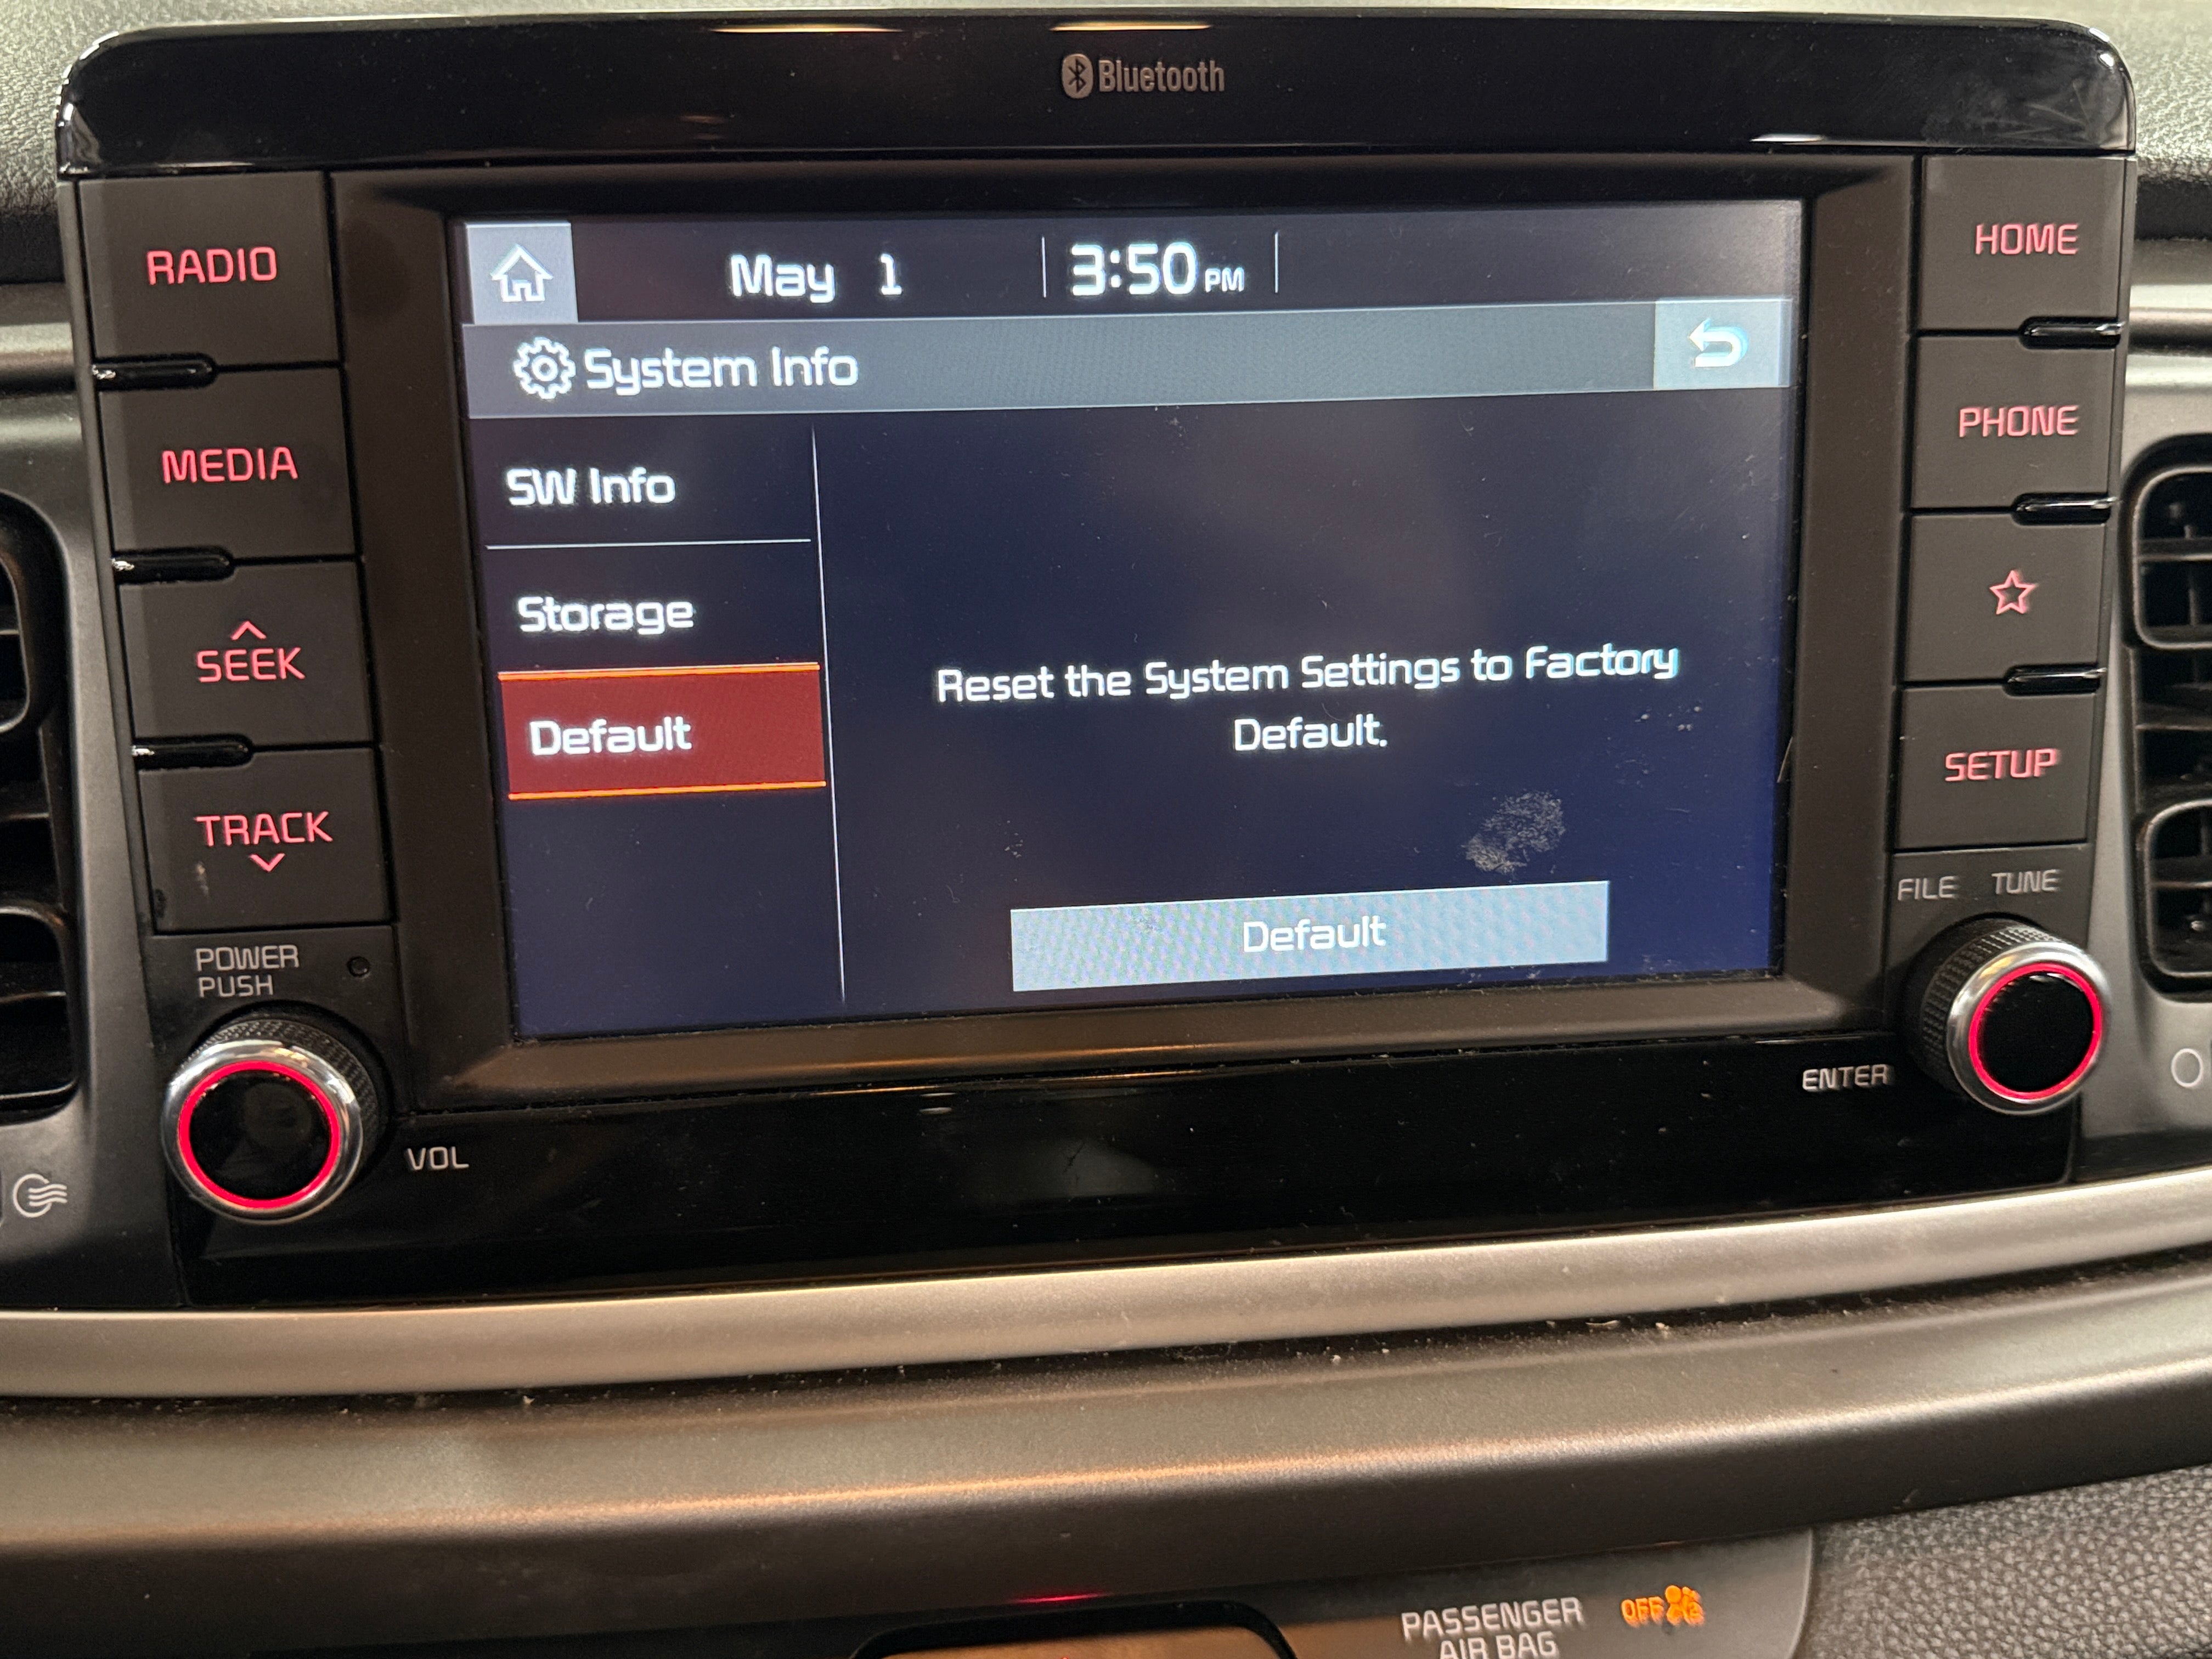 Bluetooth
RADIO
MEDIA
SEEK
TRACK
POWER
PUSH
VOL
May 1
3:50 PM
System Info
SW Info
Storage
Default
Reset the System Settings to Factory
Default.
Default
HOME
PHONE
SETUP
FILE TUNE
ENTER
PASSENGER
AIR BAG
OFF